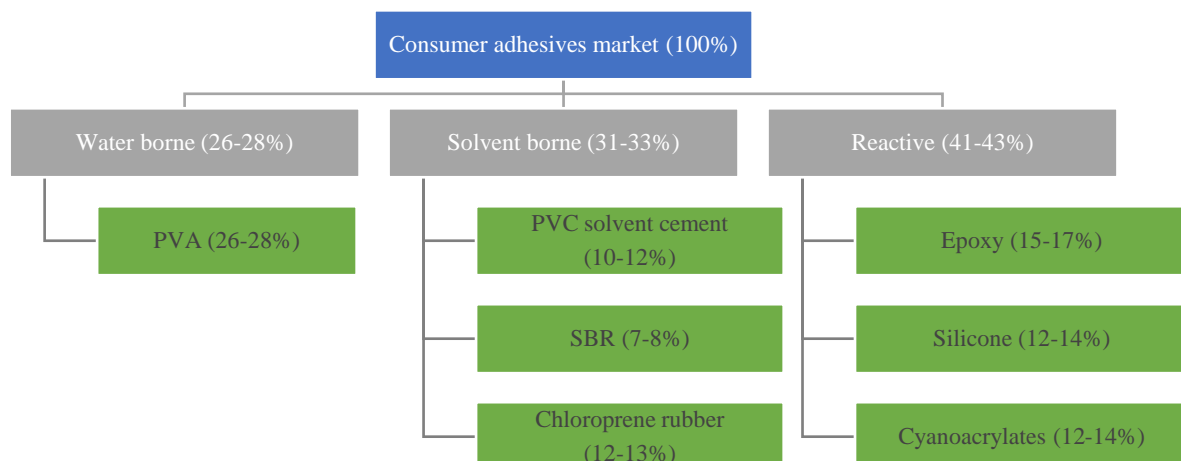 Consumer adhesives market (100%)
Water borne (26-28%)
Solvent borne (31-33%)
Reactive (41-43%)
PVA (26-28%)
PVC solvent cement
(10-12%)
Epoxy (15-17%)
SBR (7-8%)
Silicone (12-14%)
Chloroprene rubber
(12-13%)
Cyanoacrylates (12-14%)